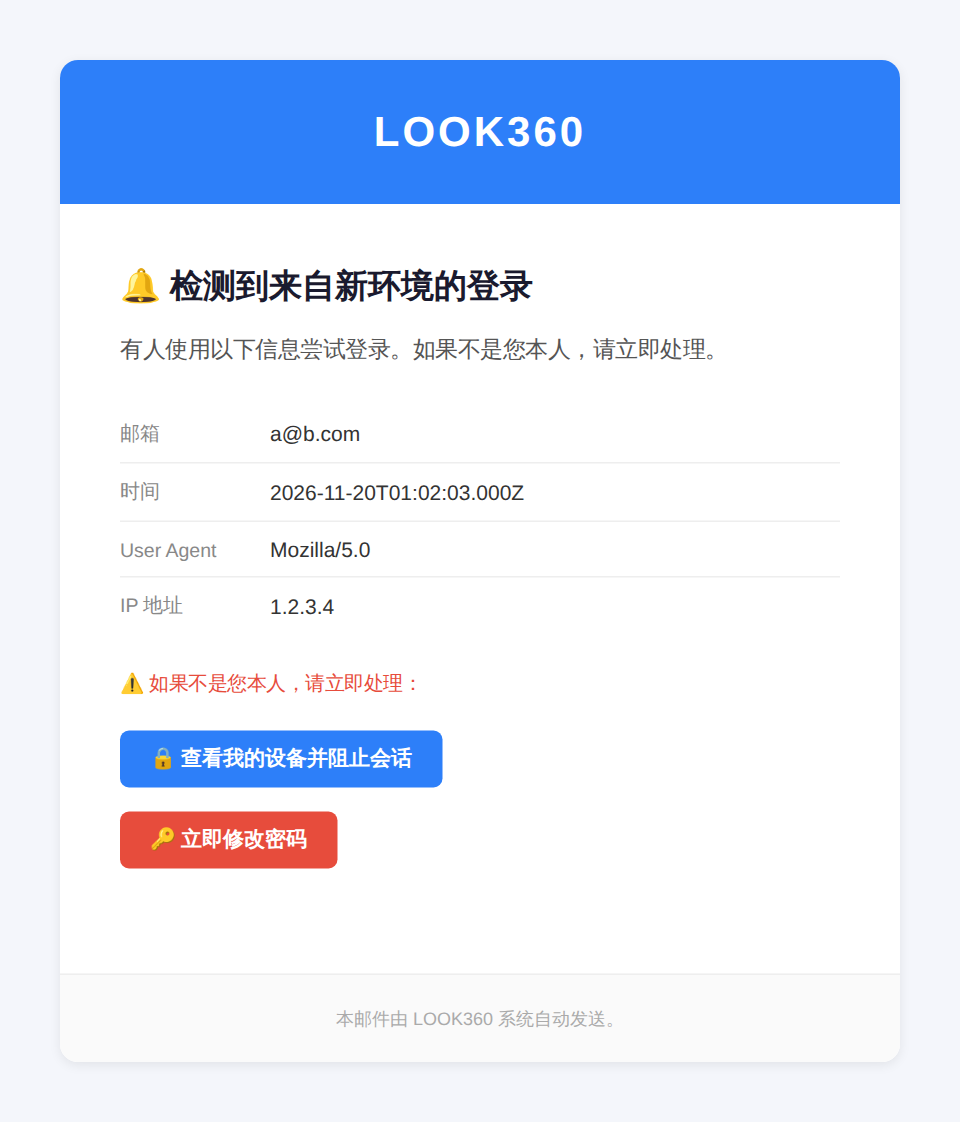 LOOK360
🔔 检测到来自新环境的登录
有人使用以下信息尝试登录。如果不是您本人，请立即处理。
邮箱 a@b.com
时间 2026-11-20T01:02:03.000Z
User Agent Mozilla/5.0
IP 地址 1.2.3.4
⚠️ 如果不是您本人，请立即处理：
🔒 查看我的设备并阻止会话
🔑 立即修改密码
本邮件由 LOOK360 系统自动发送。